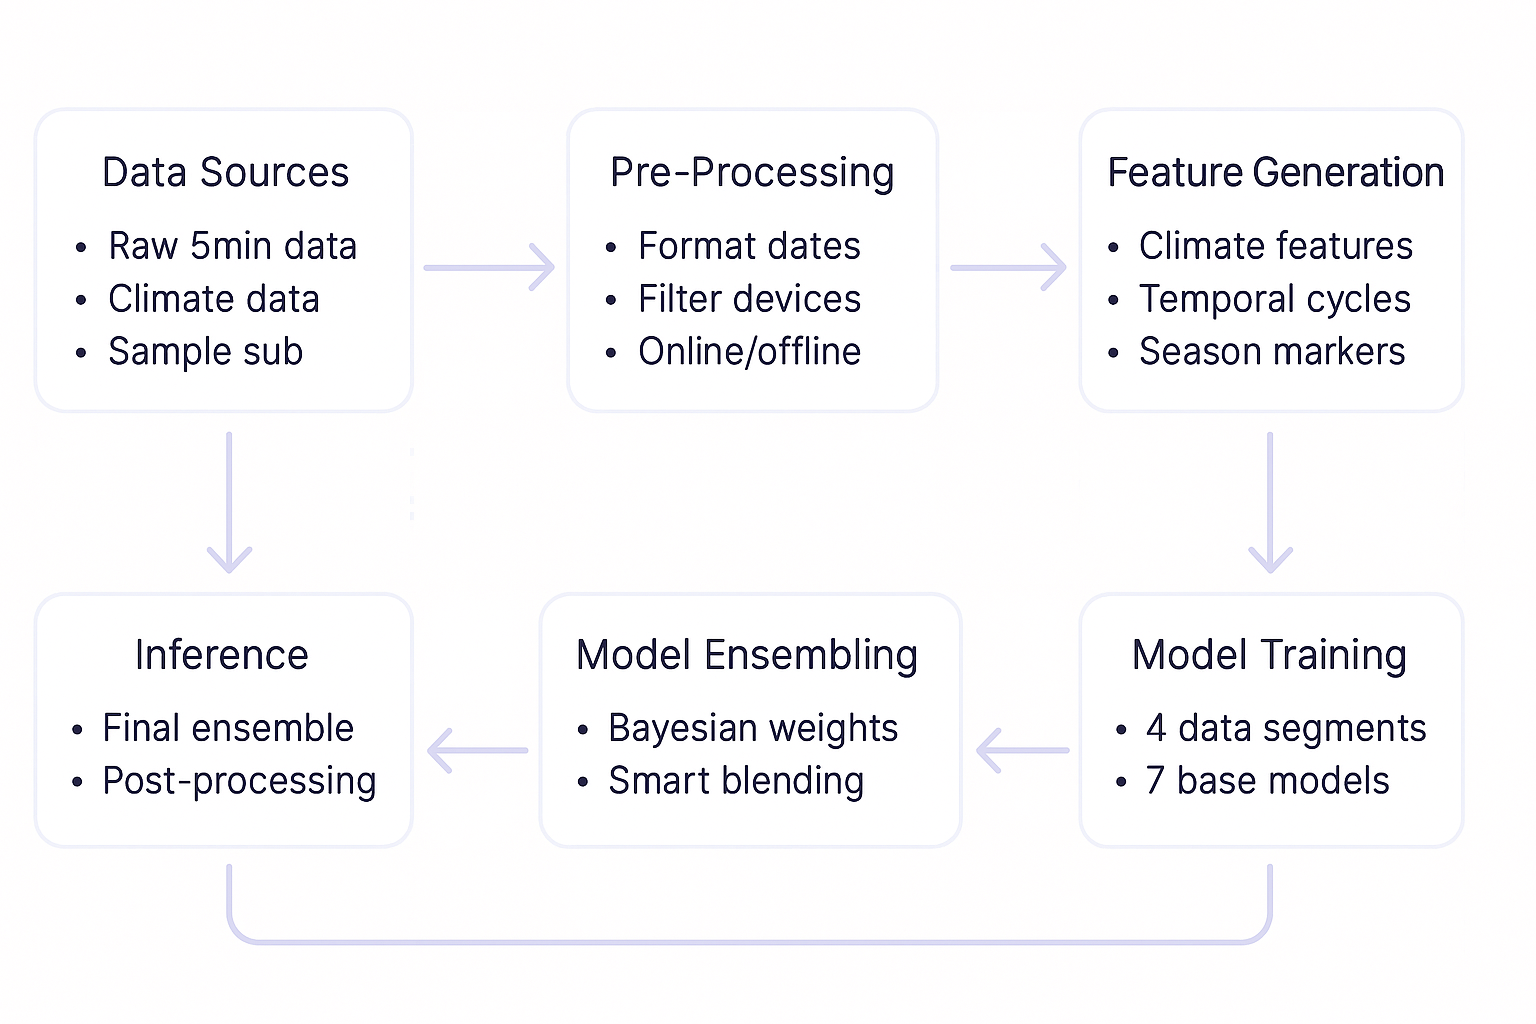 Data Sources
• Raw 5min data
• Climate data
• Sample sub
Pre-Processing
• Format dates
• Filter devices
• Online/offline
Feature Generation
• Climate features
• Temporal cycles
• Season markers
Inference
• Final ensemble
• Post-processing
Model Ensembling
• Bayesian weights
• Smart blending
Model Training
• 4 data segments
• 7 base models